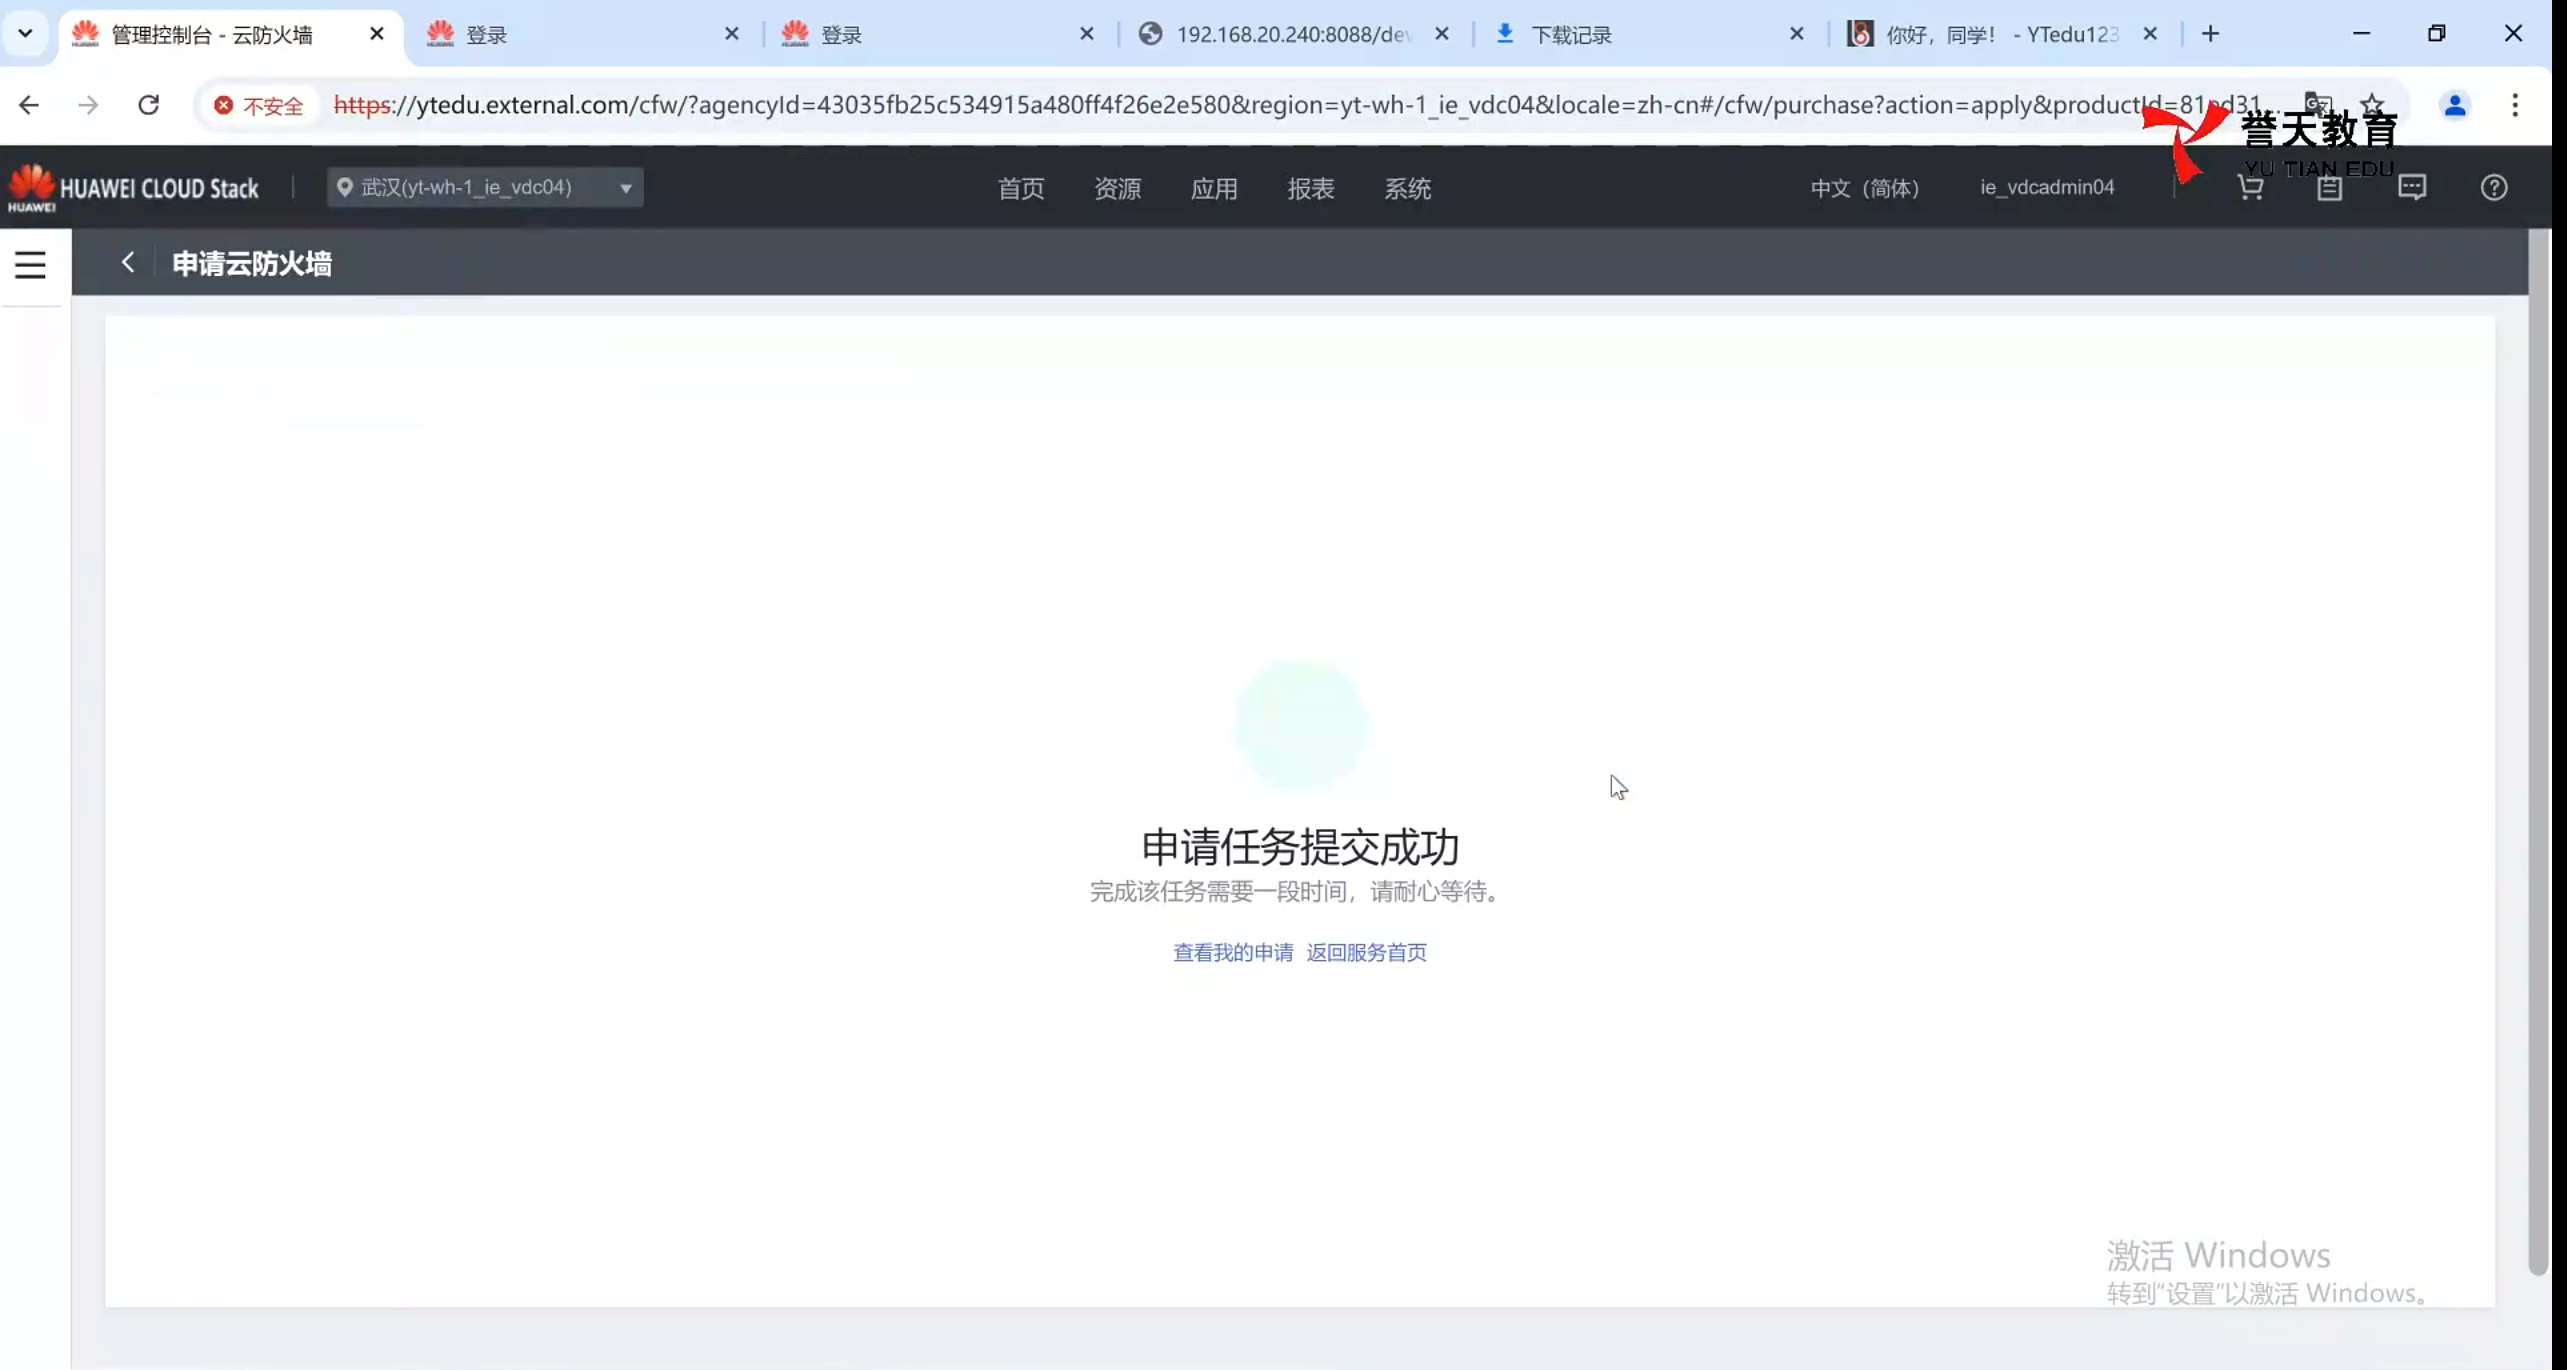 管理控制台 - 云防火墙
登录
登录
192.168.20.240:8088/dev
下载记录
你好，同学！ - YTedu123
不安全
https://ytedu.external.com/cfw/?agencyId=43035fb25c534915a480ff4f26e2e580&region=yt-wh-1_ie_vdc04&locale=zh-cn#/cfw/purchase?action=apply&productId=81
誉天教育
YU TIAN EDU
HUAWEI
HUAWEI CLOUD Stack
武汉(yt-wh-1_ie_vdc04)
首页
资源
应用
报表
系统
中文（简体）
ie_vdcadmin04
申请云防火墙
申请任务提交成功
完成该任务需要一段时间，请耐心等待。
查看我的申请 返回服务首页
激活 Windows
转到"设置"以激活 Windows。